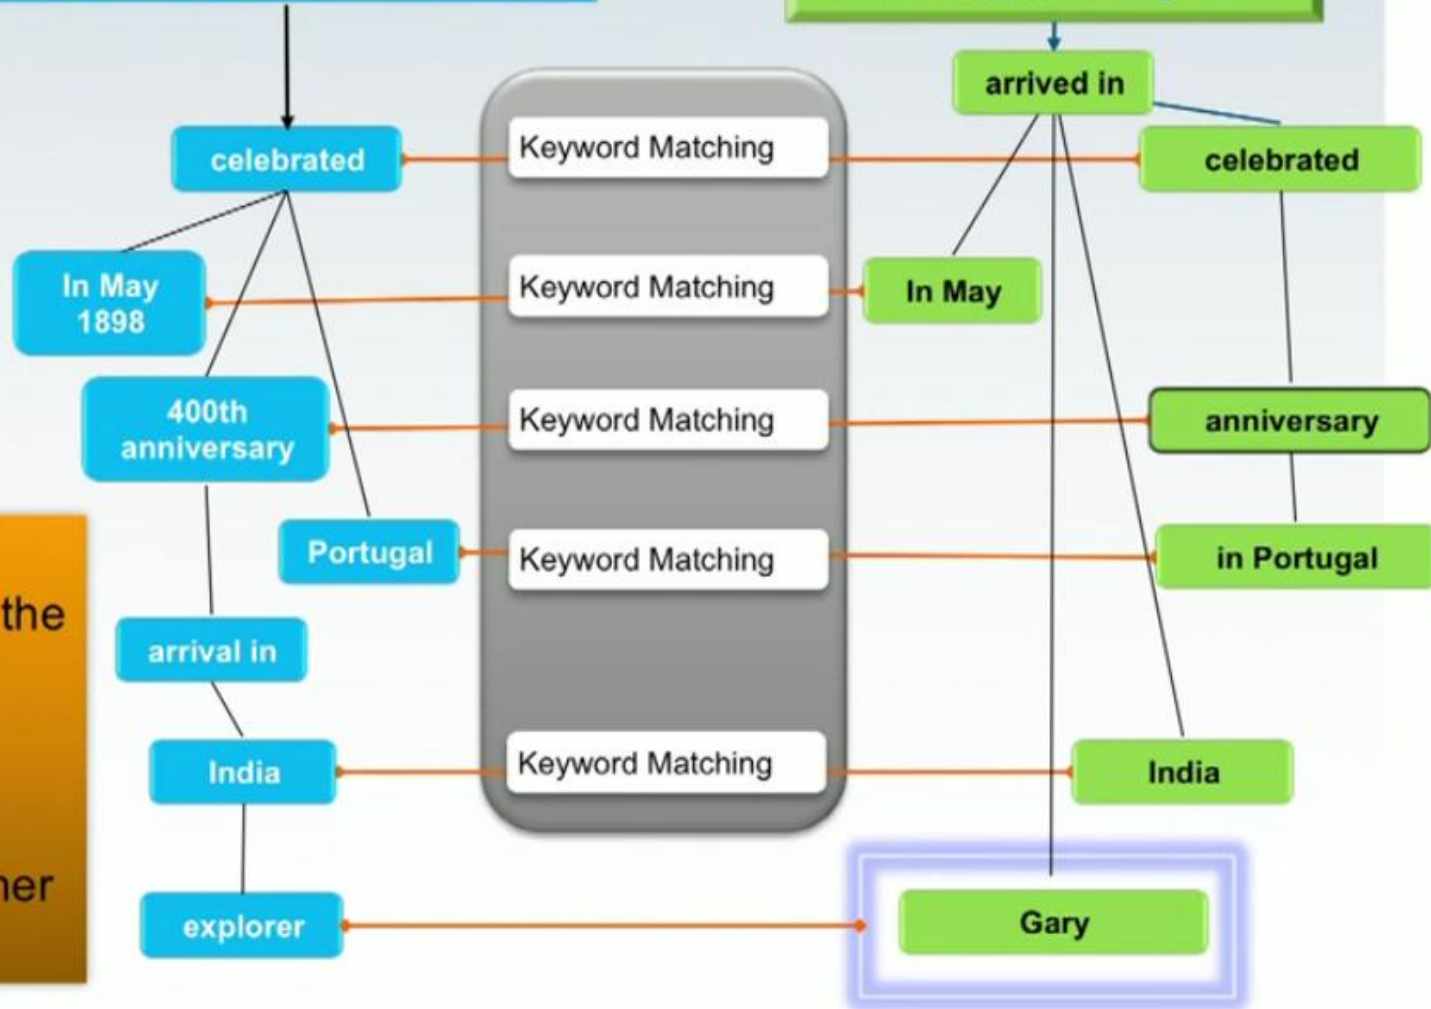 arrived in
celebrated
Keyword Matching
celebrated
In May
1898
Keyword Matching
In May
400th
anniversary
Keyword Matching
anniversary
Portugal
Keyword Matching
in Portugal
the
arrival in
India
Keyword Matching
India
explorer
Gary